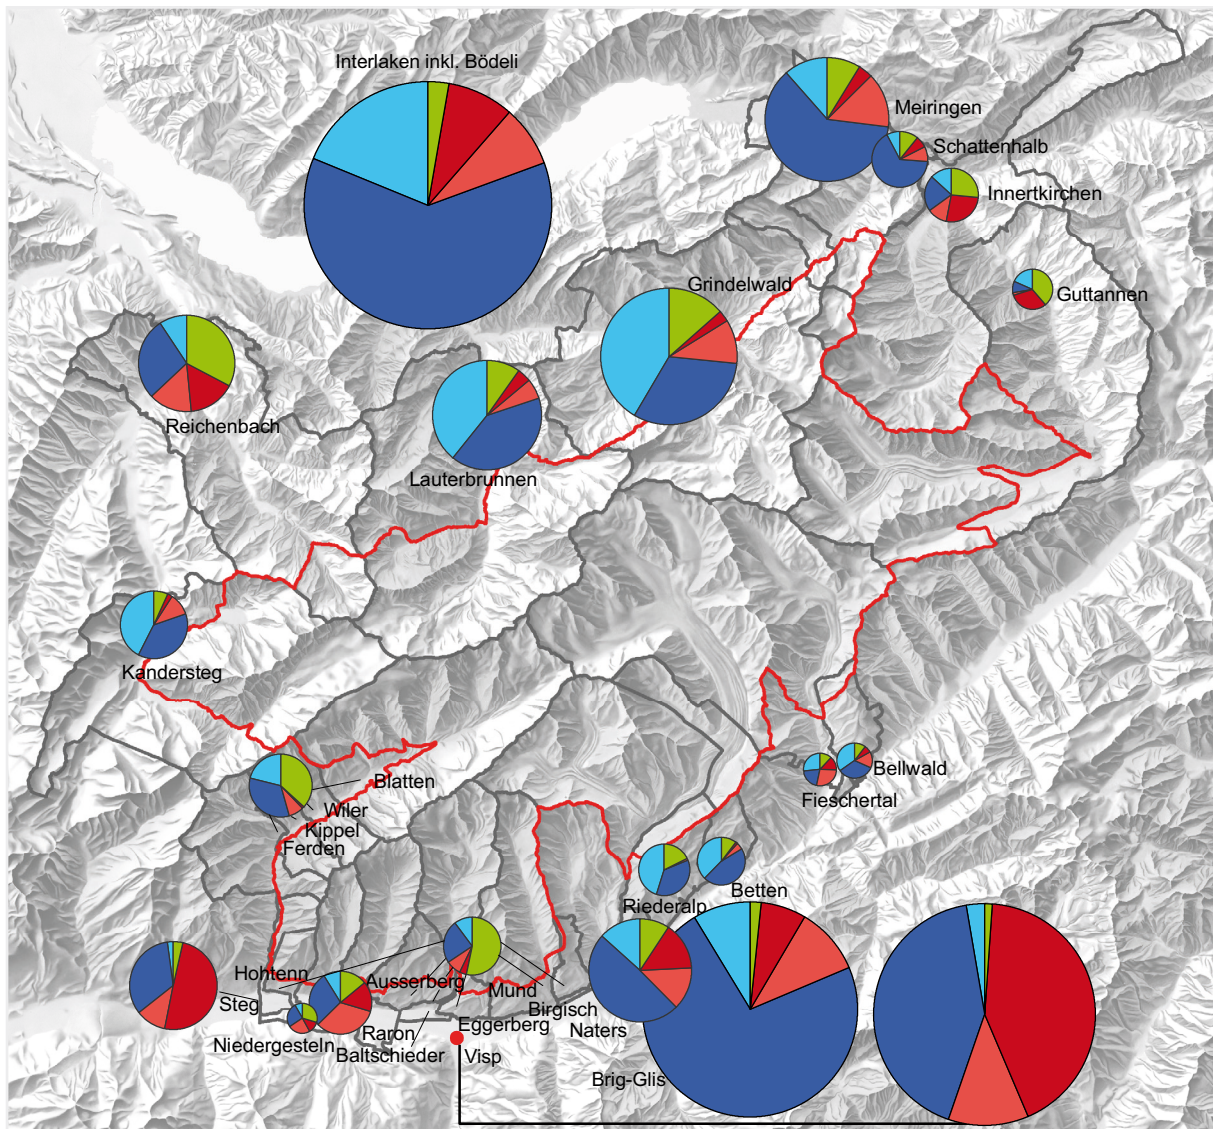 Interlaken inkl. Bödeli
Meiringen
Schattenhalb
Innertkirchen
Grindelwald
Guttannen
Reichenbach
Lauterbrunnen
Kandersteg
Bellwald
Blatten
Fieschertal
Wiler
Kippel
Ferden
Betten
Riederalp
Hohtenn
Ausserberg
Mund
Steg
Birgisch
Eggerberg
Naters
Raron
Niedergesteln
Baltschieder
Visp
Brig-Glis